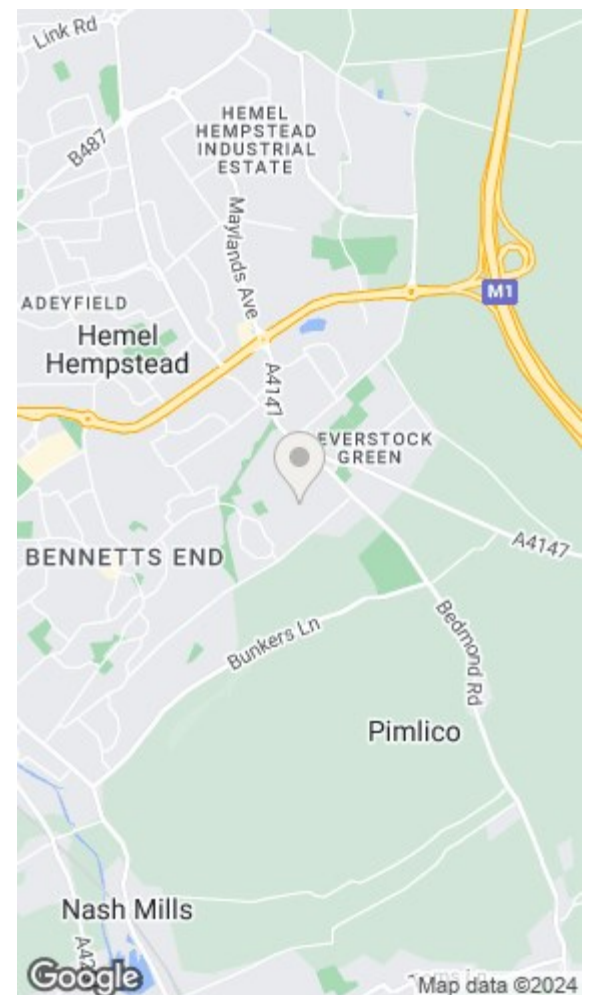 Link Rd
HEMEL
HEMPSTEAD
INDUSTRIAL
ESTATE
B487
Maylands Ave
M1
ADEYFIELD
Hemel
Hempstead
A4147
EVERSTOCK
GREEN
A4147
BENNETTS END
Bunkers Ln
Bedmond Rd
Pimlico
Nash Mills
Google
Map data ©2024